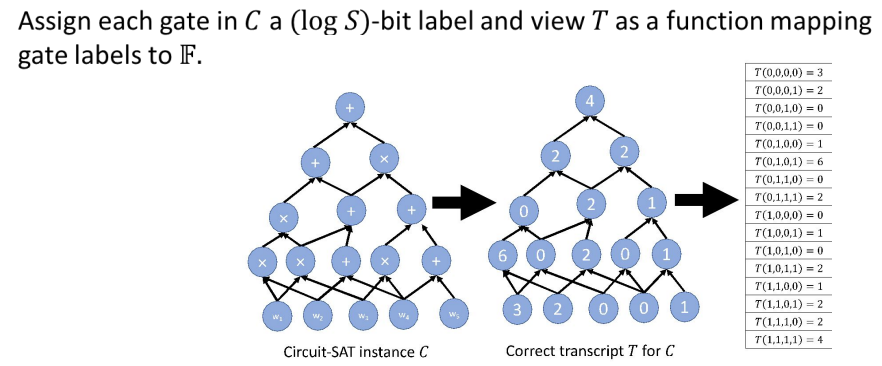 Assign each gate in C a (log S)-bit label and view T as a function mapping
gate labels to 𝔽.
+
+ ×
× + +
× × + × +
w₁ w₂ w₃ w₄ w₅
Circuit-SAT instance C
4
2 2
0 2 1
6 0 2 0 1
3 2 0 0 1
Correct transcript T for C
T(0,0,0,0) = 3
T(0,0,0,1) = 2
T(0,0,1,0) = 0
T(0,0,1,1) = 0
T(0,1,0,0) = 1
T(0,1,0,1) = 6
T(0,1,1,0) = 0
T(0,1,1,1) = 2
T(1,0,0,0) = 0
T(1,0,0,1) = 1
T(1,0,1,0) = 0
T(1,0,1,1) = 2
T(1,1,0,0) = 1
T(1,1,0,1) = 2
T(1,1,1,0) = 2
T(1,1,1,1) = 4